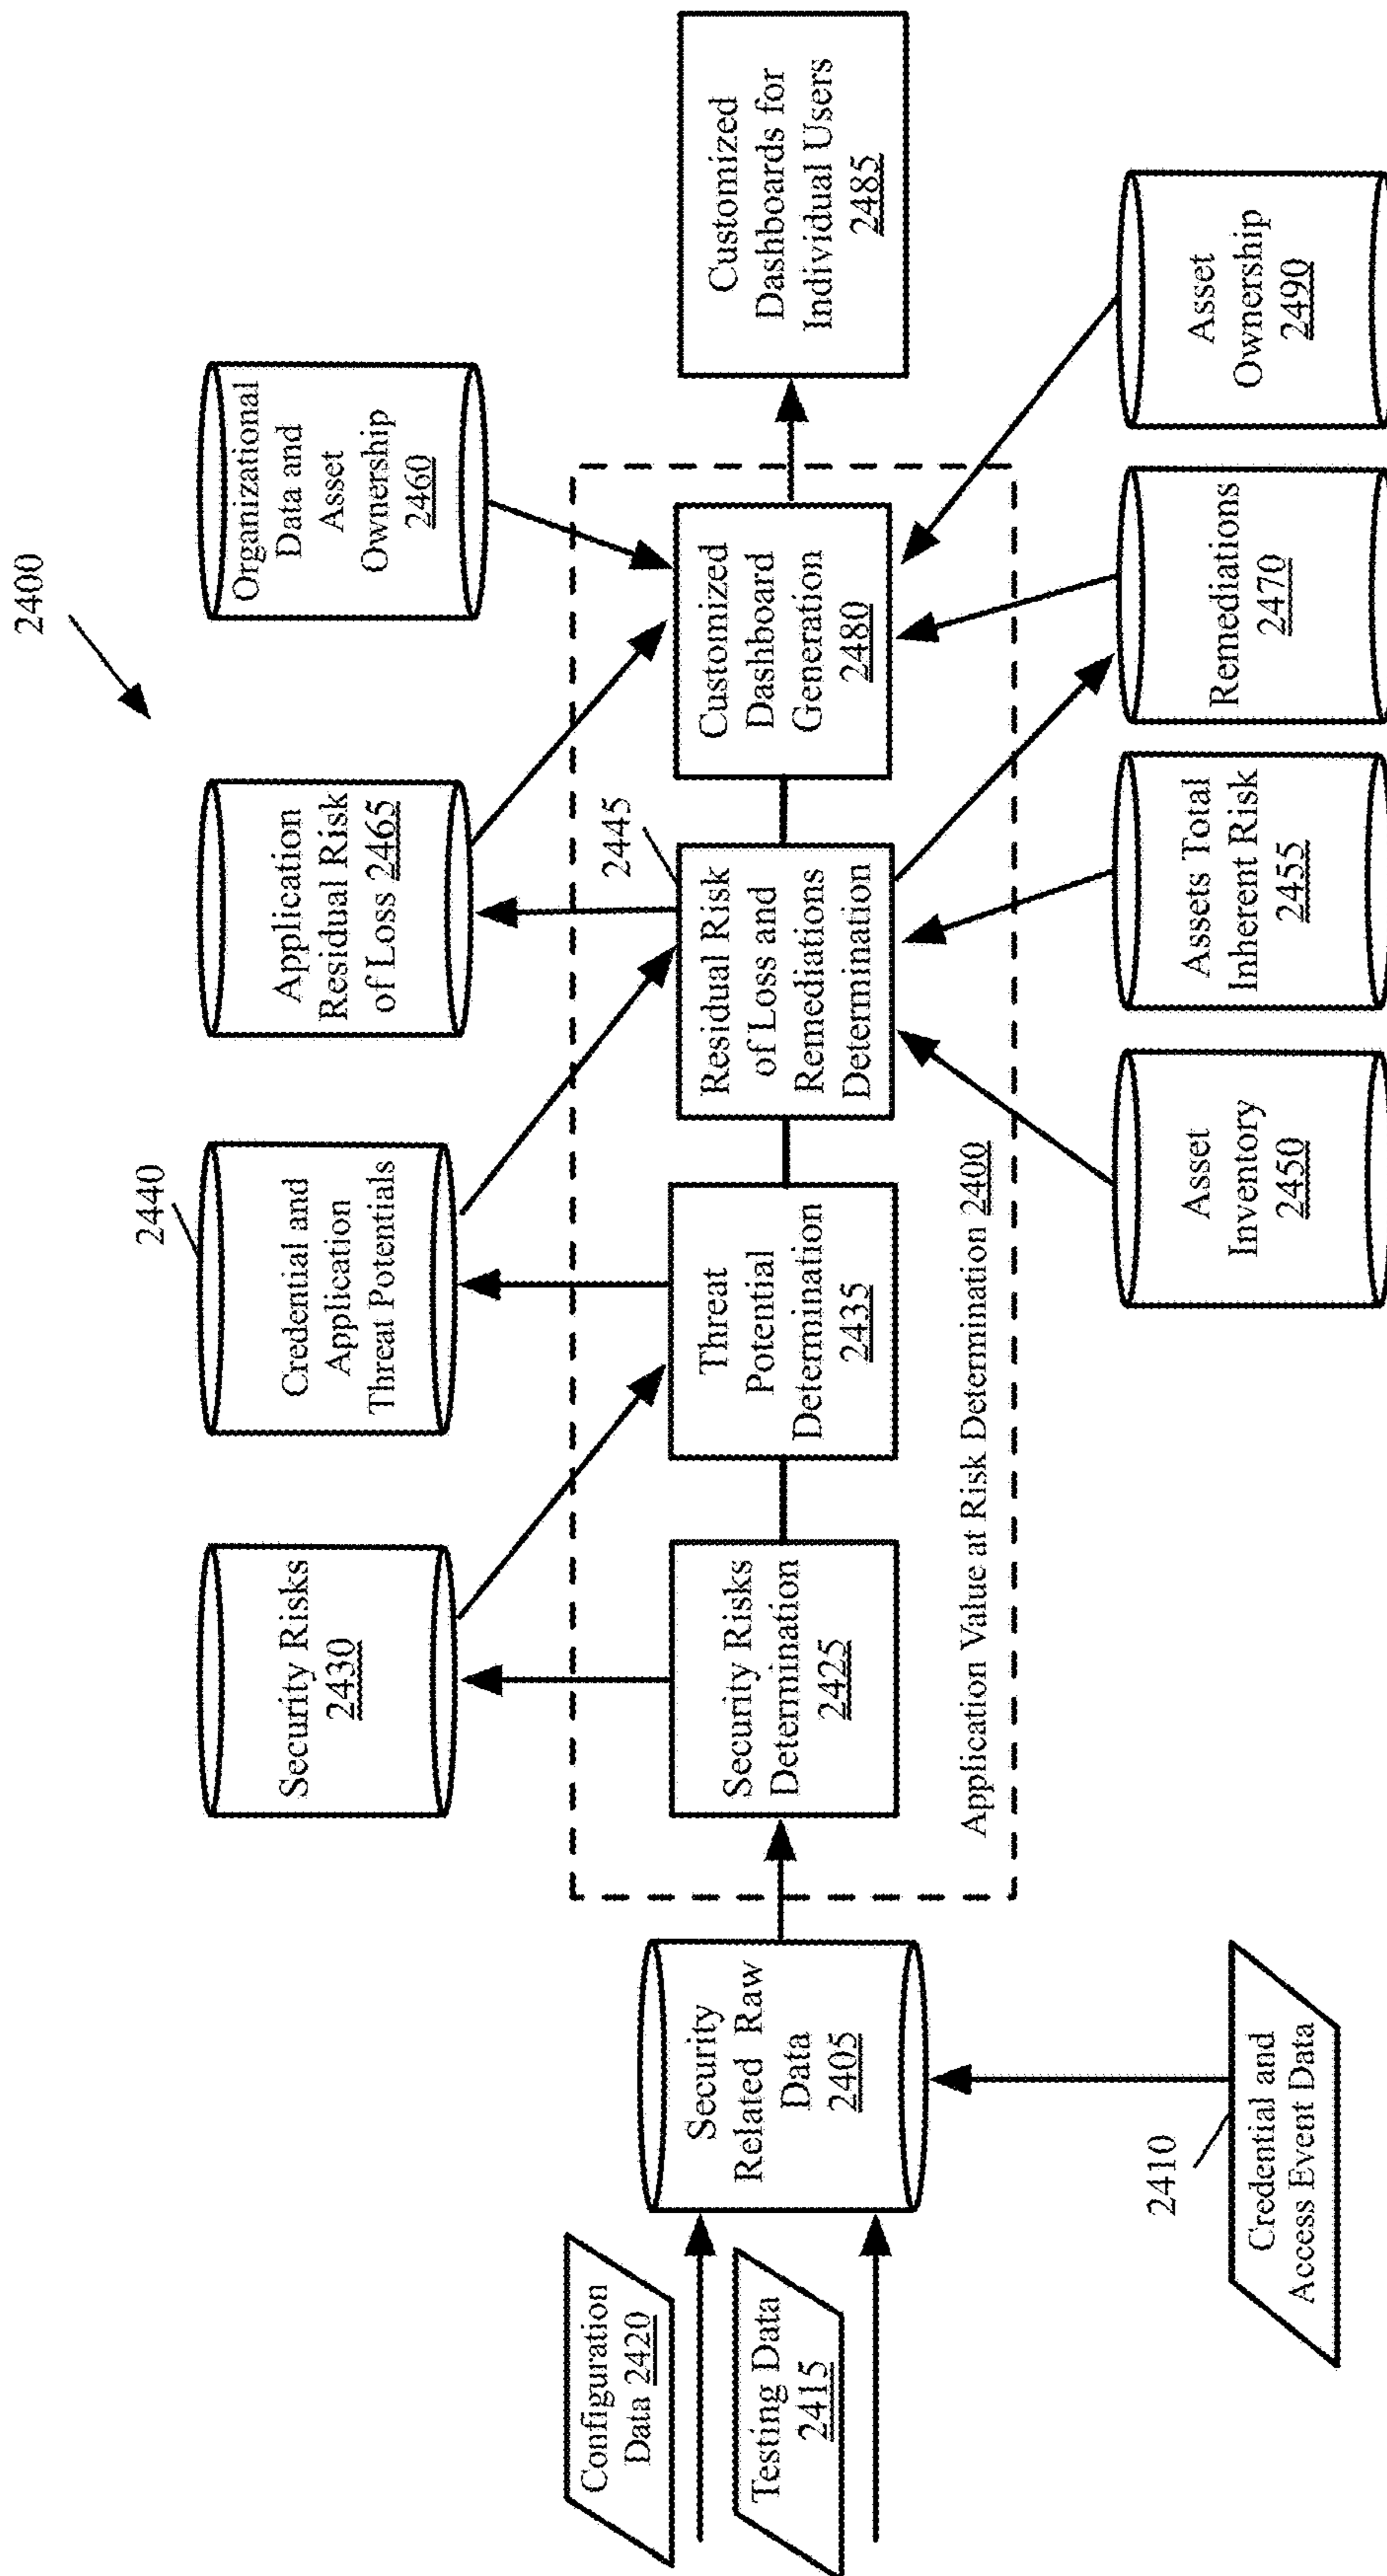 2400
Organizational
Data and
Asset
Ownership
2460
Application
Residual Risk
of Loss 2465
2440
Credential and
Application
Threat Potentials
Security Risks
2430
Customized
Dashboards for
Individual Users
2485
Customized
Dashboard
Generation
2480
2445
Residual Risk
of Loss and
Remediations
Determination
Threat
Potential
Determination
2435
Security Risks
Determination
2425
Application Value at Risk Determination 2400
Security
Related Raw
Data
2405
Configuration
Data 2420
Testing Data
2415
2410
Credential and
Access Event Data
Asset
Inventory
2450
Assets Total
Inherent Risk
2455
Remediations
2470
Asset
Ownership
2490